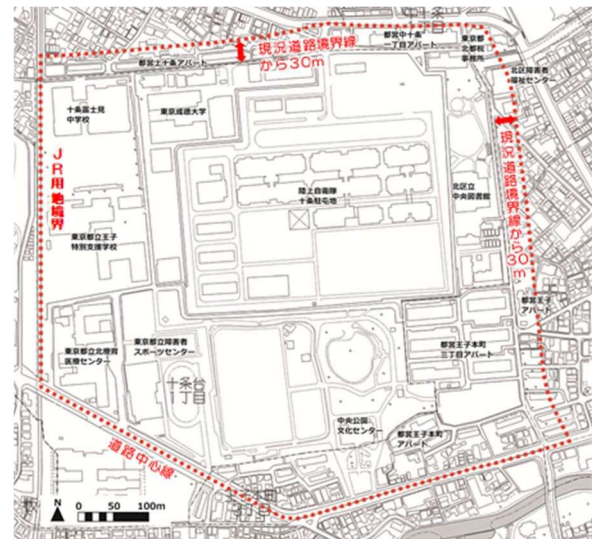 都営中十条
一丁目アパート
東京都
北都税
事務所
現況道路境界線
から30m
都営上十条アパート
北区障害者
福祉センター
十条富士見
中学校
東京成徳大学
JR用地境界
陸上自衛隊
十条駐屯地
北区立
中央図書館
現況道路境界線から30m
東京都立王子
特別支援学校
都営王子
アパート
東京都立北療育
医療センター
東京都立障害者
スポーツセンター
都営王子本町
三丁目アパート
十条台
1丁目
中央公園
文化センター
都営王子本町
アパート
道路中心線
N
0
50
100m